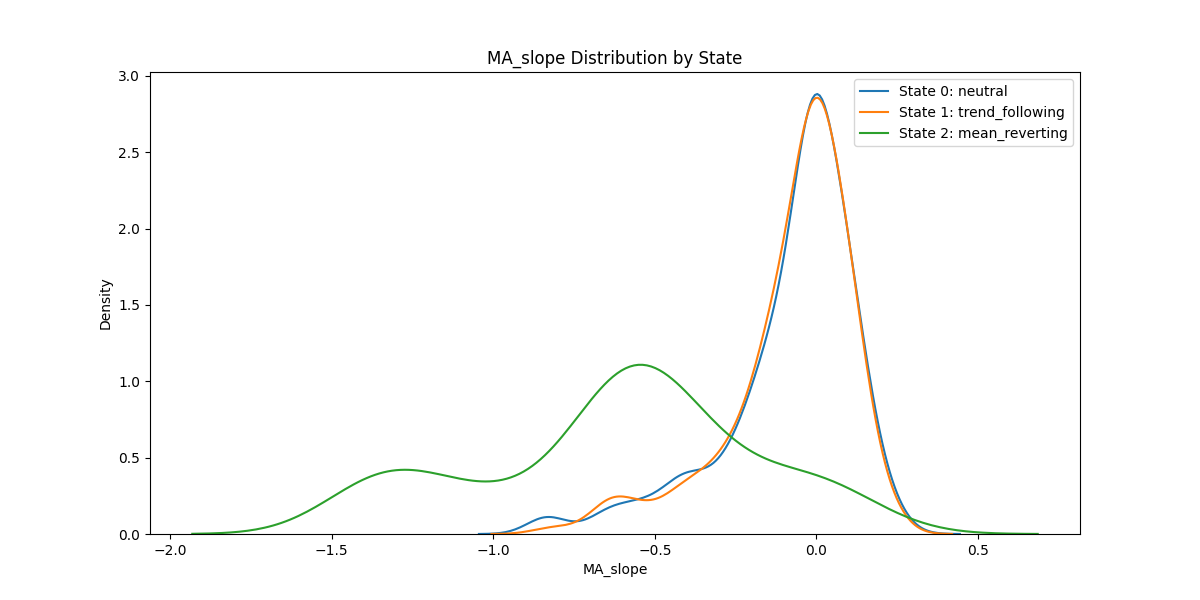 MA_slope Distribution by State
3.0
2.5
2.0
1.5
1.0
0.5
0.0
Density
State 0: neutral
State 1: trend_following
State 2: mean_reverting
−2.0
−1.5
−1.0
−0.5
0.0
0.5
MA_slope